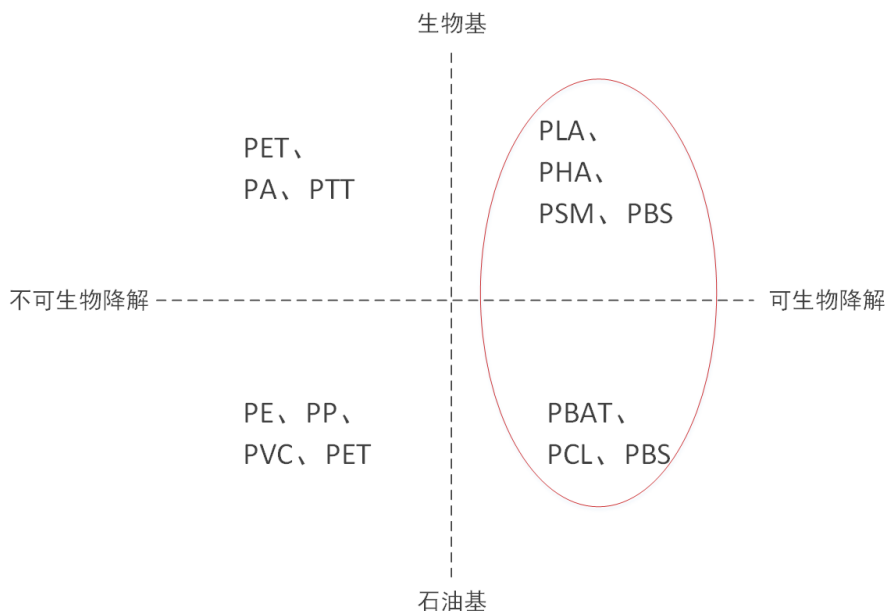 生物基
PET、
PA、PTT
PLA、
PHA、
PSM、PBS
不可生物降解
可生物降解
PE、PP、
PVC、PET
PBAT、
PCL、PBS
石油基